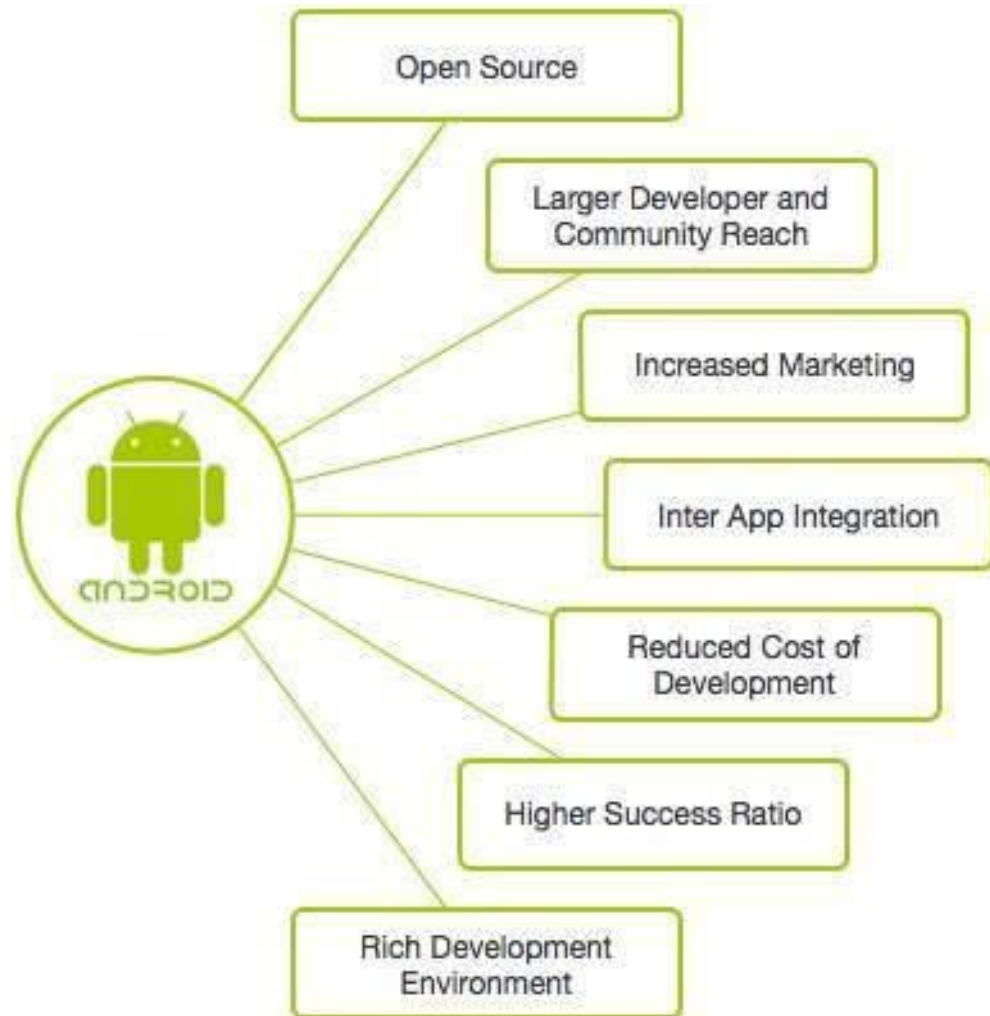 Open Source
Larger Developer and
Community Reach
Increased Marketing
ANDROID
Inter App Integration
Reduced Cost of
Development
Higher Success Ratio
Rich Development
Environment